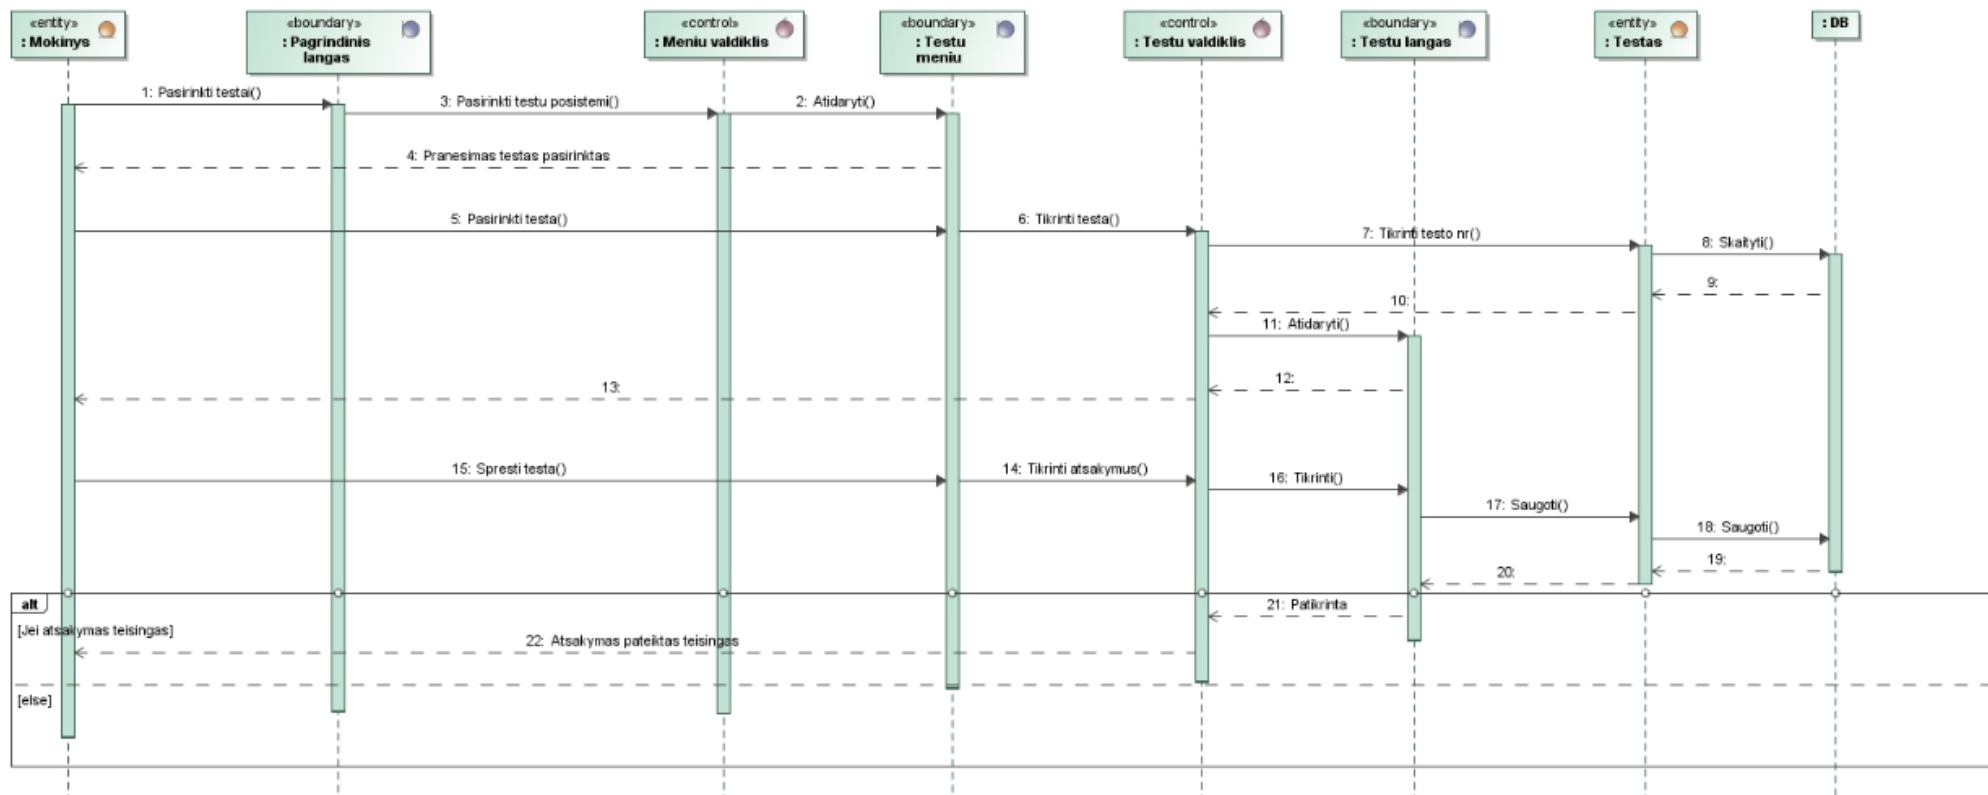 «entity»
: Mokinys
«boundary»
: Pagrindinis
langas
«control»
: Meniu valdiklis
«boundary»
: Testu
meniu
«control»
: Testu valdiklis
«boundary»
: Testu langas
«entity»
: Testas
: DB
1: Pasirinkti testai()
3: Pasirinkti testu posistemi()
2: Atidaryti()
4: Pranesimas testas pasirinktas
5: Pasirinkti testa()
6: Tikrinti testa()
7: Tikrinti testo nr()
8: Skaityti()
9:
10:
11: Atidaryti()
12:
13:
15: Spresti testa()
14: Tikrinti atsakymus()
16: Tikrinti()
17: Saugoti()
18: Saugoti()
19:
20:
alt
21: Patikrinta
[Jei atsakymas teisingas]
22: Atsakymas pateiktas teisingas
[else]